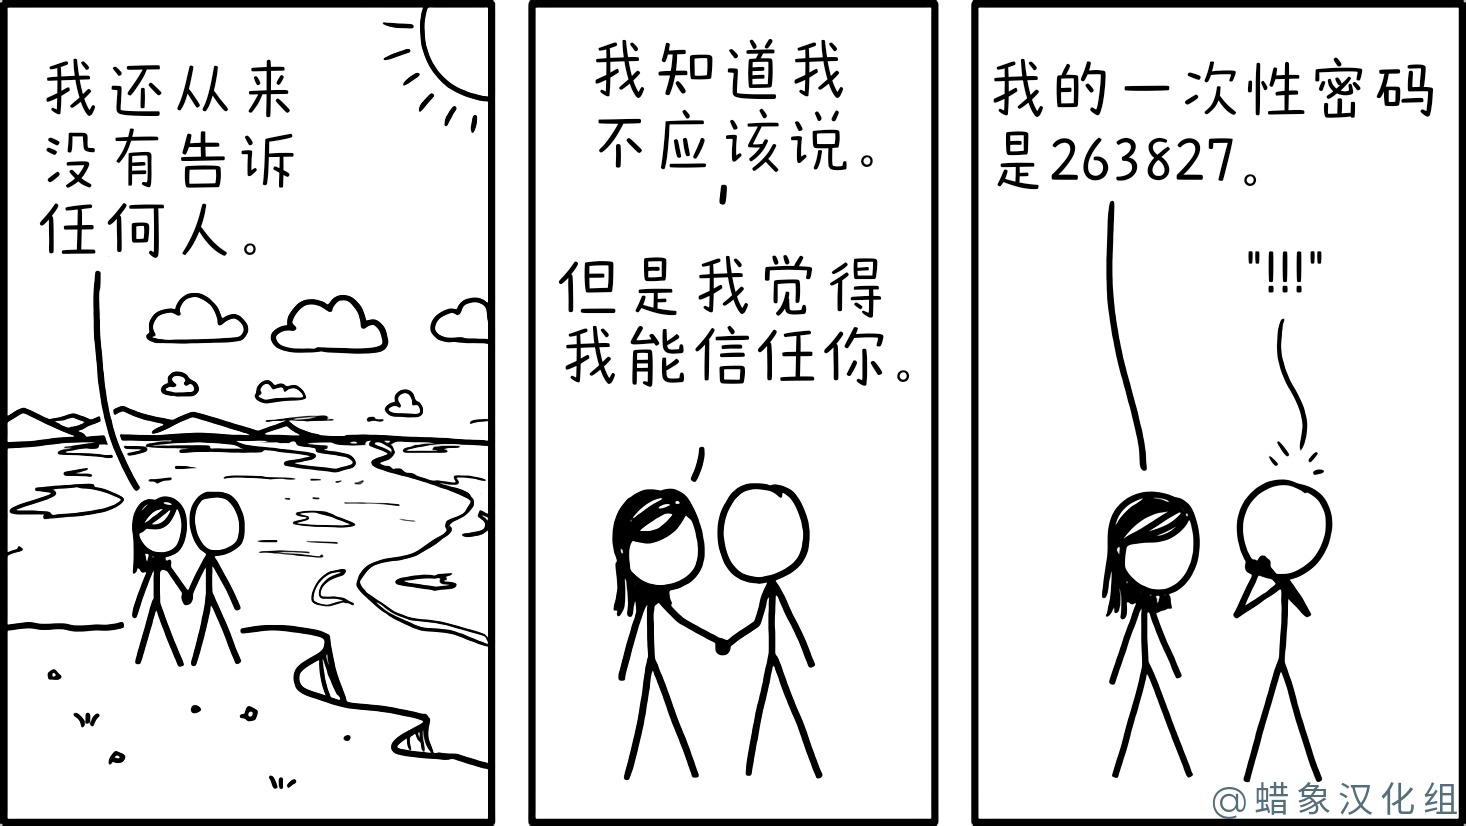 我还从来
没有告诉
任何人。
我知道我
不应该说。
但是我觉得
我能信任你。
我的一次性密码
是263827。
"!!!"
@蜡象汉化组